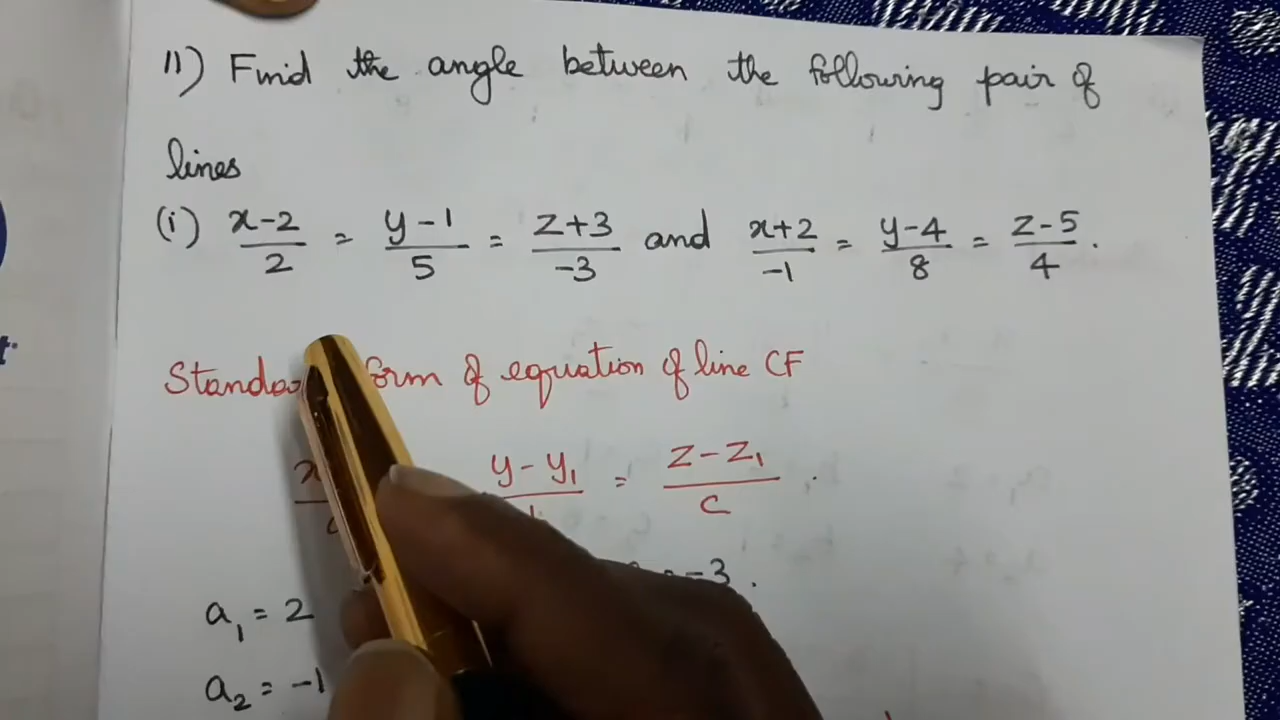 11) Find the angle between the following pair of
lines
(i) x-2/2 = y-1/5 = z+3/-3 and x+2/-1 = y-4/8 = z-5/4.
form of equation of line CF
y-y₁ = z-z₁/c.
a₁ = 2 -3.
a₂ = -1